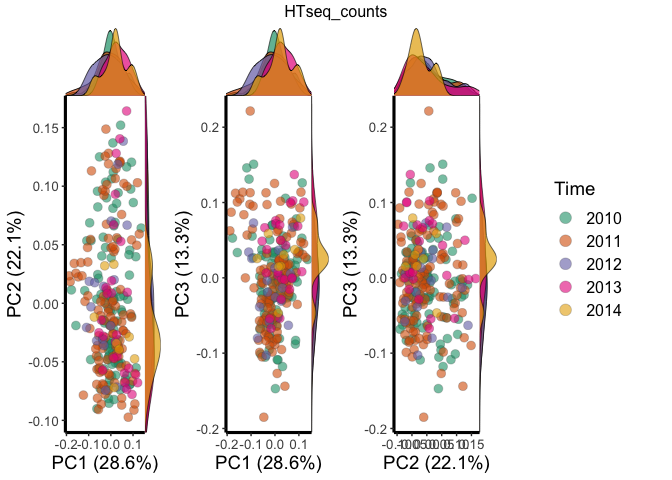 HTseq_counts
PC2 (22.1%)
0.15
0.10
0.05
0.00
-0.05
-0.10
-0.2 -0.1 0.0 0.1
PC1 (28.6%)
PC3 (13.3%)
0.2
0.1
0.0
-0.1
-0.2
-0.2 -0.1 0.0 0.1
PC1 (28.6%)
PC3 (13.3%)
0.2
0.1
0.0
-0.1
-0.2
PC2 (22.1%)
Time
2010
2011
2012
2013
2014